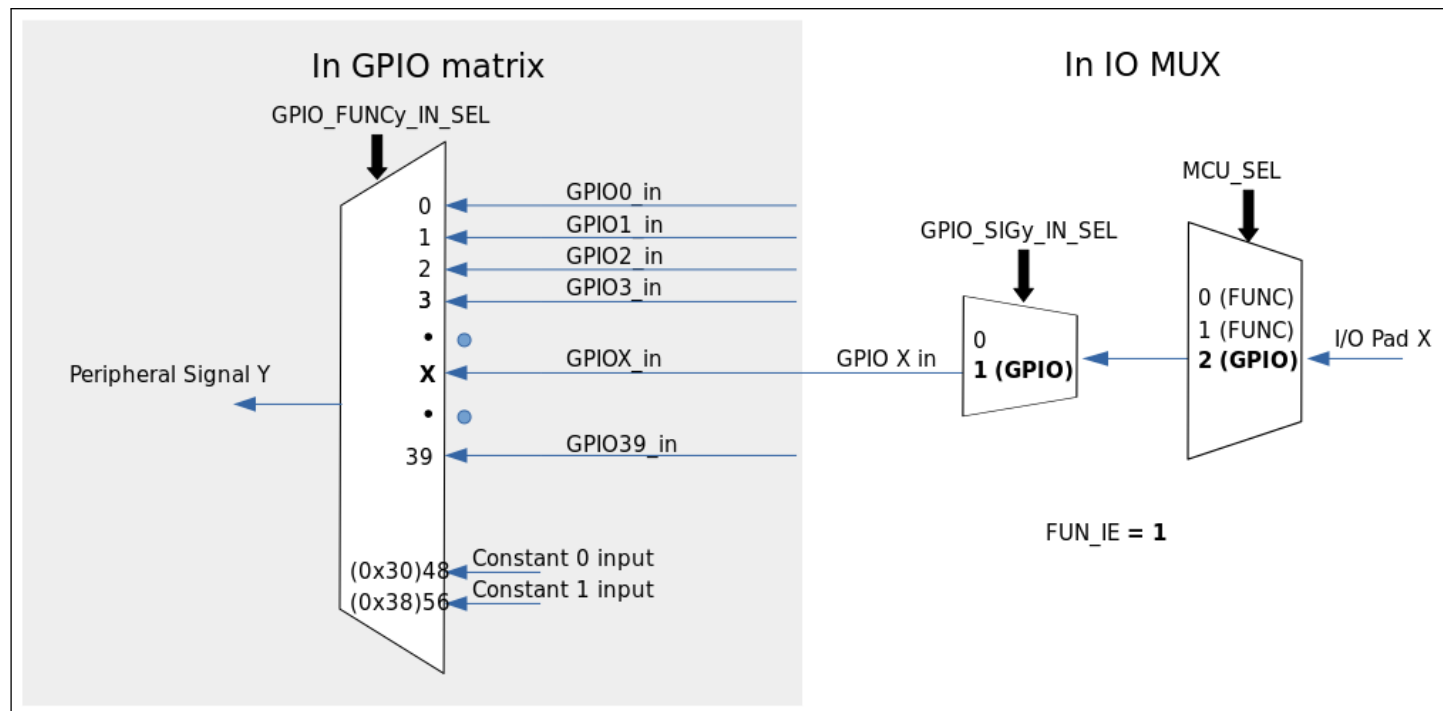 In GPIO matrix
GPIO_FUNCy_IN_SEL
0
GPIO0_in
1
GPIO1_in
2
GPIO2_in
3
GPIO3_in
X
GPIOX_in
39
GPIO39_in
(0x30)48
Constant 0 input
(0x38)56
Constant 1 input
Peripheral Signal Y
In IO MUX
MCU_SEL
GPIO_SIGy_IN_SEL
GPIO X in
0
1 (GPIO)
0 (FUNC)
1 (FUNC)
2 (GPIO)
I/O Pad X
FUN_IE = 1